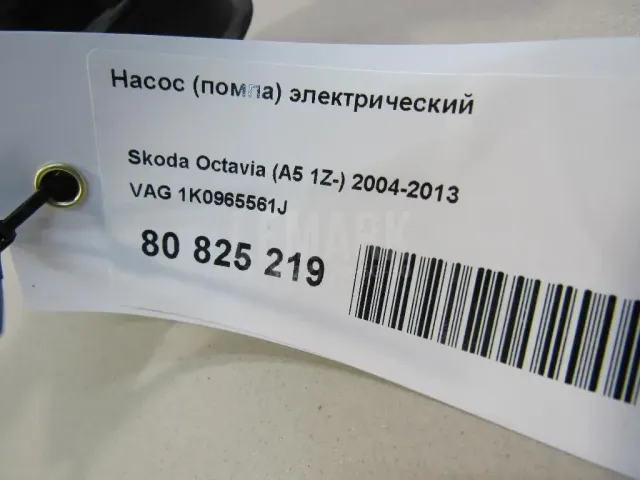 Насос (помпа) электрический
Skoda Octavia (A5 1Z-) 2004-2013
VAG 1K0965561J
80 825 219